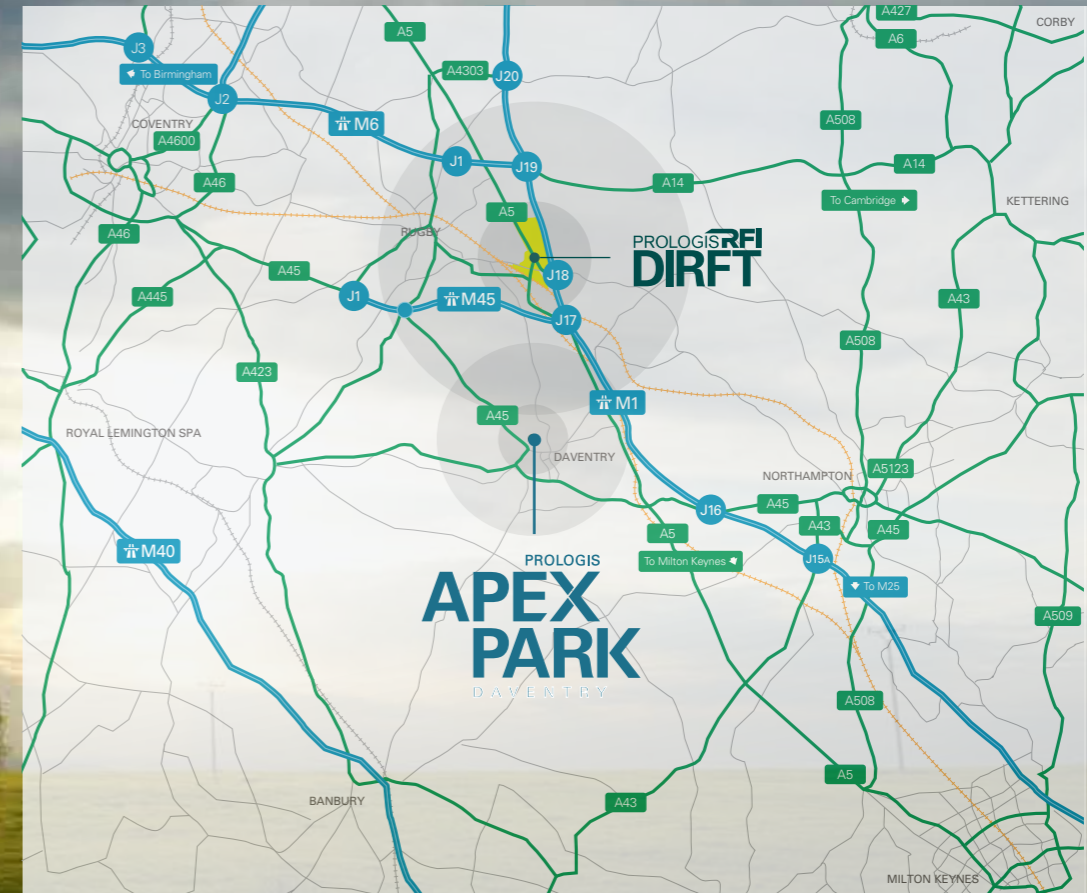 A427
CORBY
A5
A6
J3
To Birmingham
A4303
J20
J2
COVENTRY
A4600
M6
A508
J1
J19
A14
A14
A46
To Cambridge
KETTERING
A5
RUGBY
A46
PROLOGIS RFI
DIRFT
A45
J18
A445
J1
M45
A43
J17
A508
A423
M1
A45
ROYAL LEMINGTON SPA
DAVENTRY
NORTHAMPTON
A5123
J16
A45
A43
A45
A5
M40
To Milton Keynes
J15A
To M25
PROLOGIS
APEX
PARK
DAVENTRY
A509
A508
A5
BANBURY
A43
MILTON KEYNES